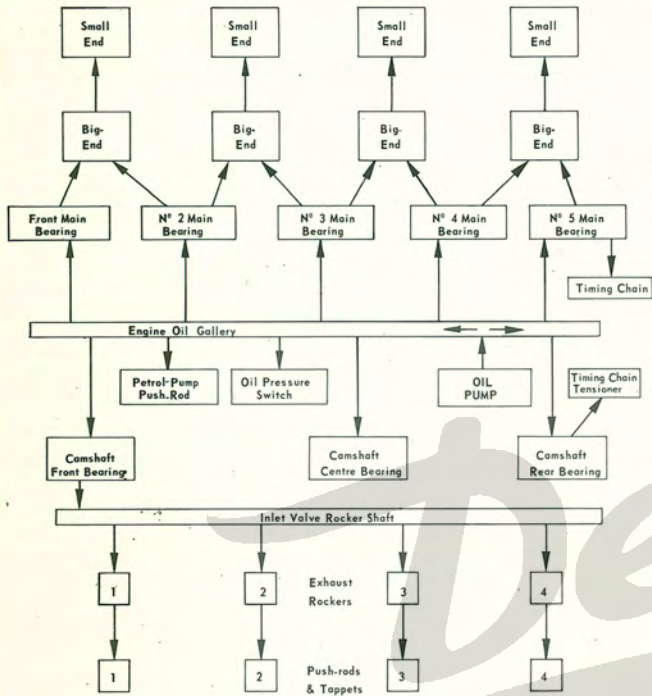 Small
End
Small
End
Small
End
Small
End
Big-
End
Big-
End
Big-
End
Big-
End
Front Main
Bearing
Nº 2 Main
Bearing
Nº 3 Main
Bearing
Nº 4 Main
Bearing
Nº 5 Main
Bearing
Timing Chain
Engine Oil Gallery
Petrol-Pump
Push.Rod
Oil Pressure
Switch
OIL
PUMP
Timing Chain
Tensioner
Camshaft
Front Bearing
Camshaft
Centre Bearing
Camshaft
Rear Bearing
Inlet Valve Rocker Shaft
1
2
Exhaust
Rockers
3
4
1
2
Push-rods
& Tappets
3
4
De